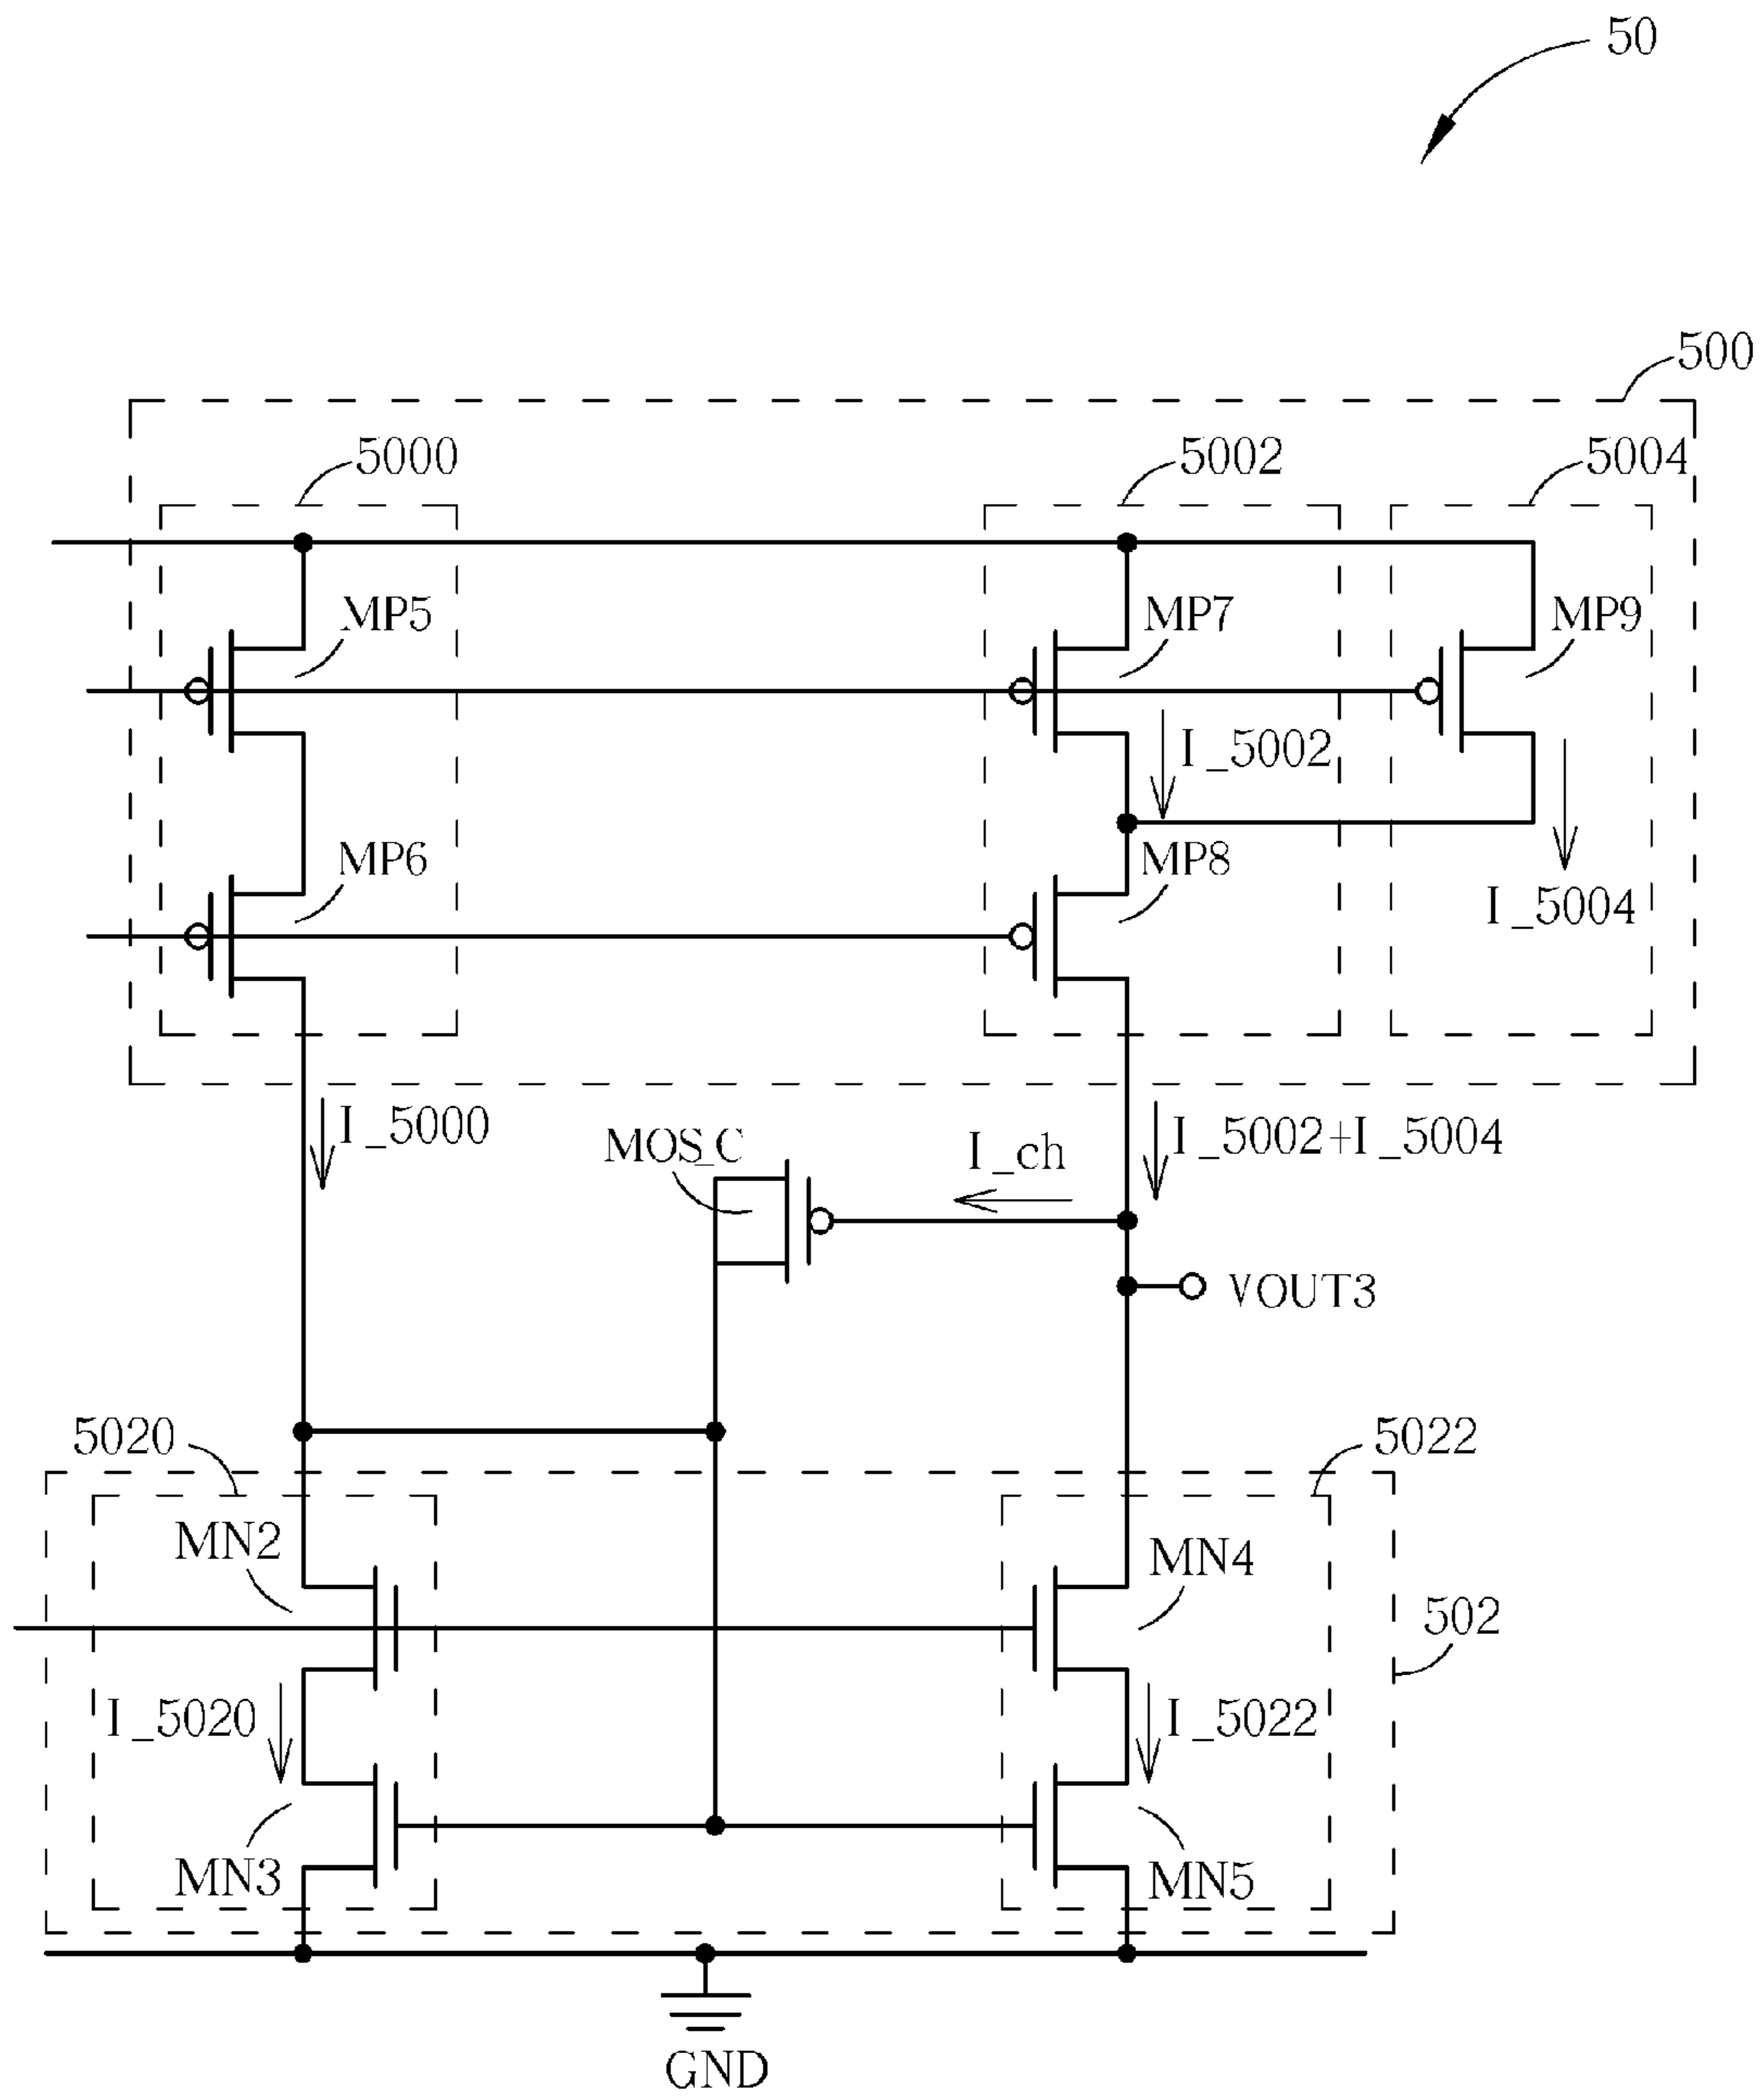 50
500
5000
5002
5004
MP5
MP7
MP9
I_5002
MP6
MP8
I_5004
I_5000
MOS_C
I_ch
I_5002+I_5004
VOUT3
5020
5022
MN2
MN4
502
I_5020
I_5022
MN3
MN5
GND